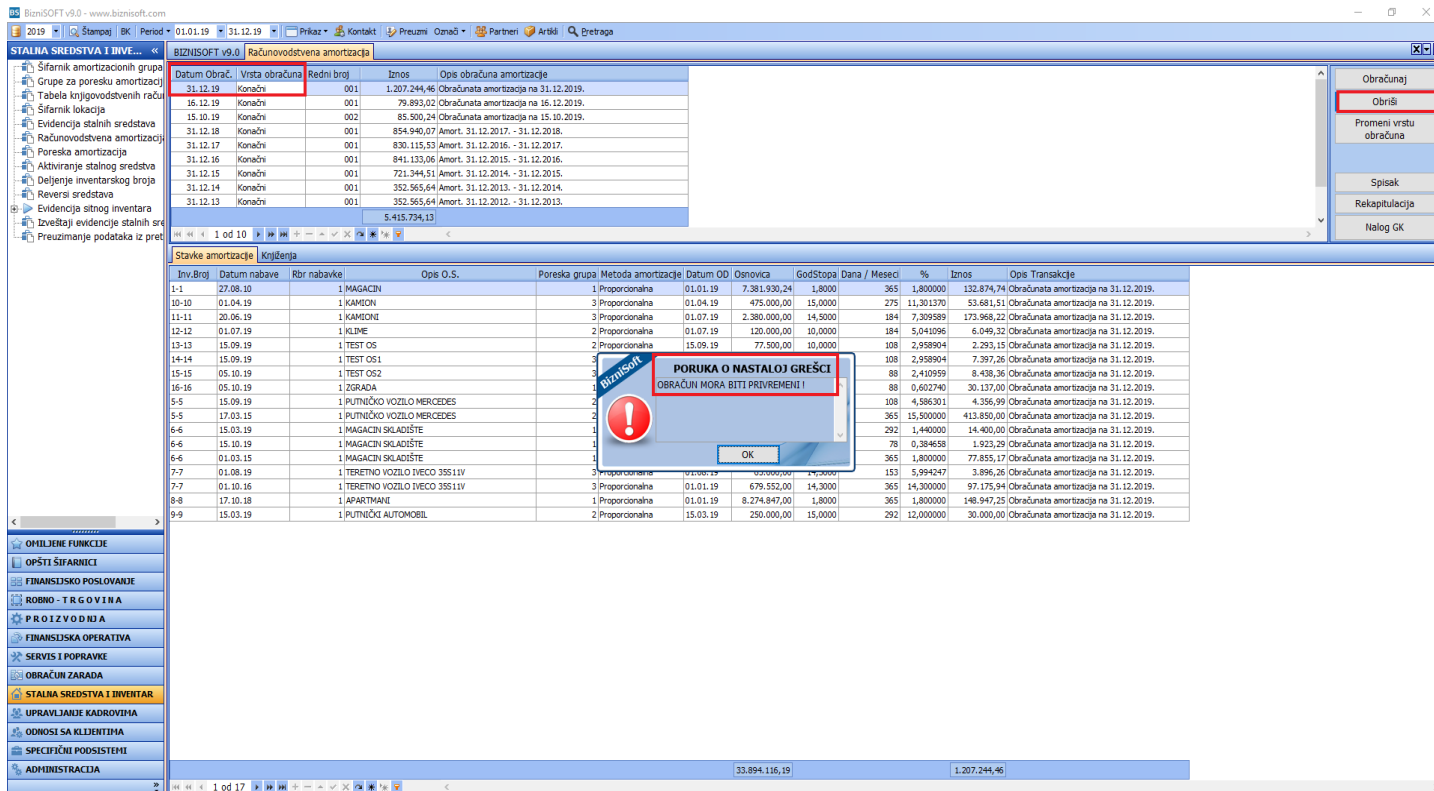 BS BizniSOFT v9.0 - www.biznisoft.com
2019 Štampaj BK Period 01.01.19 31.12.19 Prikaz Kontakt Preuzmi Označi Partneri Artikli Pretraga
STALNA SREDSTVA I INVE... «
Šifarnik amortizacionih grupa
Grupe za poresku amortizacij
Tabela knjigovodstvenih raču
Šifarnik lokacija
Evidencija stalnih sredstava
Računovodstvena amortizacija
Poreska amortizacija
Aktiviranje stalnog sredstva
Deljenje inventarskog broja
Reversi sredstava
Evidencija sitnog inventara
Izveštaji evidencije stalnih sre
Preuzimanje podataka iz pret
OMILJENE FUNKCIJE
OPŠTI ŠIFARNICI
FINANSIJSKO POSLOVANJE
ROBNO - T R G O V I N A
P R O I Z V O D NJ A
FINANSIJSKA OPERATIVA
SERVIS I POPRAVKE
OBRAČUN ZARADA
STALNA SREDSTVA I INVENTAR
UPRAVLJANJE KADROVIMA
ODNOSI SA KLIJENTIMA
SPECIFIČNI PODSISTEMI
ADMINISTRACIJA
BIZNISOFT v9.0 Računovodstvena amortizacija
Datum Obrač. Vrsta obračuna Redni broj Iznos Opis obračuna amortizacije
31.12.19 Konačni 001 1.207.244,46 Obračunata amortizacija na 31.12.2019.
16.12.19 Konačni 001 79.893,02 Obračunata amortizacija na 16.12.2019.
15.10.19 Konačni 002 85.500,24 Obračunata amortizacija na 15.10.2019.
31.12.18 Konačni 001 854.940,07 Amort. 31.12.2017. - 31.12.2018.
31.12.17 Konačni 001 830.115,53 Amort. 31.12.2016. - 31.12.2017.
31.12.16 Konačni 001 841.133,06 Amort. 31.12.2015. - 31.12.2016.
31.12.15 Konačni 001 721.344,51 Amort. 31.12.2014. - 31.12.2015.
31.12.14 Konačni 001 352.565,64 Amort. 31.12.2013. - 31.12.2014.
31.12.13 Konačni 001 352.565,64 Amort. 31.12.2012. - 31.12.2013.
5.415.734,13
1 od 10
Obračunaj
Obriši
Promeni vrstu
obračuna
Spisak
Rekapitulacija
Nalog GK
Stavke amortizacije Knjiženja
Inv.Broj Datum nabave Rbr nabavke Opis O.S. Poreska grupa Metoda amortizacije Datum OD Osnovica GodStopa Dana / Meseci % Iznos Opis Transakcije
1-1 27.08.10 1 MAGACIN 1 Proporcionalna 01.01.19 7.381.930,24 1,8000 365 1,800000 132.874,74 Obračunata amortizacija na 31.12.2019.
10-10 01.04.19 1 KAMION 3 Proporcionalna 01.04.19 475.000,00 15,0000 275 11,301370 53.681,51 Obračunata amortizacija na 31.12.2019.
11-11 20.06.19 1 KAMIONI 3 Proporcionalna 01.07.19 2.380.000,00 14,5000 184 7,309589 173.968,22 Obračunata amortizacija na 31.12.2019.
12-12 01.07.19 1 KLIME 2 Proporcionalna 01.07.19 120.000,00 10,0000 184 5,041096 6.049,32 Obračunata amortizacija na 31.12.2019.
13-13 15.09.19 1 TEST OS 2 Proporcionalna 15.09.19 77.500,00 10,0000 108 2,958904 2.293,15 Obračunata amortizacija na 31.12.2019.
14-14 15.09.19 1 TEST OS1 3 108 2,958904 7.397,26 Obračunata amortizacija na 31.12.2019.
15-15 05.10.19 1 TEST OS2 3 88 2,410959 8.438,36 Obračunata amortizacija na 31.12.2019.
16-16 05.10.19 1 ZGRADA 1 88 0,602740 30.137,00 Obračunata amortizacija na 31.12.2019.
5-5 15.09.19 1 PUTNIČKO VOZILO MERCEDES 2 108 4,586301 4.356,99 Obračunata amortizacija na 31.12.2019.
5-5 17.03.15 1 PUTNIČKO VOZILO MERCEDES 2 365 15,500000 413.850,00 Obračunata amortizacija na 31.12.2019.
6-6 15.03.19 1 MAGACIN SKLADIŠTE 1 292 1,440000 14.400,00 Obračunata amortizacija na 31.12.2019.
6-6 15.10.19 1 MAGACIN SKLADIŠTE 1 78 0,384658 1.923,29 Obračunata amortizacija na 31.12.2019.
6-6 01.03.15 1 MAGACIN SKLADIŠTE 1 365 1,800000 77.855,17 Obračunata amortizacija na 31.12.2019.
7-7 01.08.19 1 TERETNO VOZILO IVECO 35S11V 3 Proporcionalna 01.08.19 65.000,00 14,3000 153 5,994247 3.896,26 Obračunata amortizacija na 31.12.2019.
7-7 01.10.16 1 TERETNO VOZILO IVECO 35S11V 3 Proporcionalna 01.01.19 679.552,00 14,3000 365 14,300000 97.175,94 Obračunata amortizacija na 31.12.2019.
8-8 17.10.18 1 APARTMANI 1 Proporcionalna 01.01.19 8.274.847,00 1,8000 365 1,800000 148.947,25 Obračunata amortizacija na 31.12.2019.
9-9 15.03.19 1 PUTNIČKI AUTOMOBIL 2 Proporcionalna 15.03.19 250.000,00 15,0000 292 12,000000 30.000,00 Obračunata amortizacija na 31.12.2019.
BizniSoft
PORUKA O NASTALOJ GREŠCI
OBRAČUN MORA BITI PRIVREMENI !
OK
33.894.116,19 1.207.244,46
1 od 17